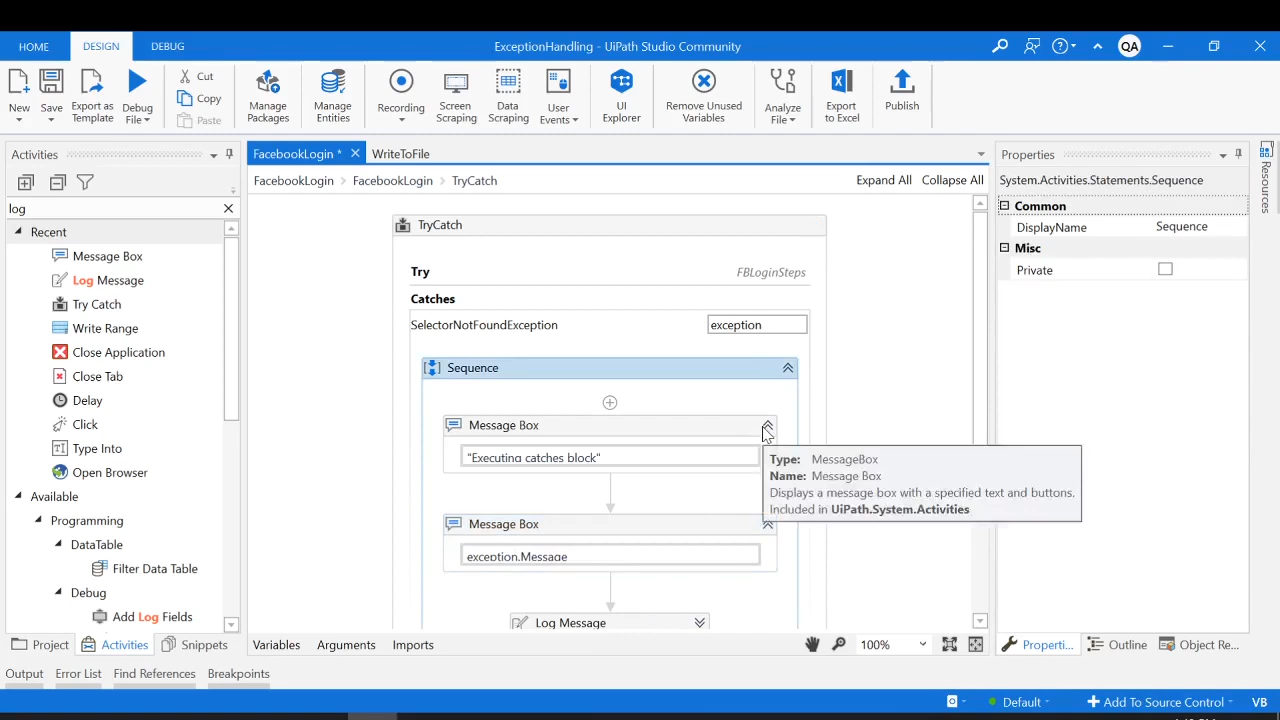 HOME
DESIGN
DEBUG
ExceptionHandling - UiPath Studio Community
QA
New
Save
Export as
Template
Debug
File
Cut
Copy
Paste
Manage
Packages
Manage
Entities
Recording
Screen
Scraping
Data
Scraping
User
Events
UI
Explorer
Remove Unused
Variables
Analyze
File
Export
to Excel
Publish
Activities
FacebookLogin *
WriteToFile
Properties
Resources
FacebookLogin > FacebookLogin > TryCatch
Expand All
Collapse All
System.Activities.Statements.Sequence
log
Recent
Message Box
Log Message
Try Catch
Write Range
Close Application
Close Tab
Delay
Click
Type Into
Open Browser
Available
Programming
DataTable
Filter Data Table
Debug
Add Log Fields
TryCatch
Try
FBLoginSteps
Catches
SelectorNotFoundException
exception
Sequence
Message Box
"Executing catches block"
Message Box
exception.Message
Log Message
Type: MessageBox
Name: Message Box
Displays a message box with a specified text and buttons.
Included in UiPath.System.Activities
Common
DisplayName
Sequence
Misc
Private
Project
Activities
Snippets
Variables
Arguments
Imports
100%
Properti...
Outline
Object Re...
Output
Error List
Find References
Breakpoints
Default
Add To Source Control
VB